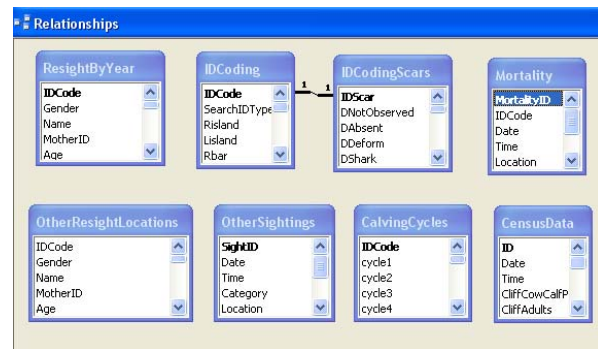 Relationships
ResightByYear
IDCode
Gender
Name
MotherID
Age
IDCoding
IDCode
SearchIDType
Risland
Lisland
Rbar
1
1
IDCodingScars
IDScar
DNotObserved
DAbsent
DDeform
DShark
Mortality
MortalityID
IDCode
Date
Time
Location
OtherResightLocations
IDCode
Gender
Name
MotherID
Age
OtherSightings
SightID
Date
Time
Category
Location
CalvingCycles
IDCode
cycle1
cycle2
cycle3
cycle4
CensusData
ID
Date
Time
CliffCowCalfP
CliffAdults